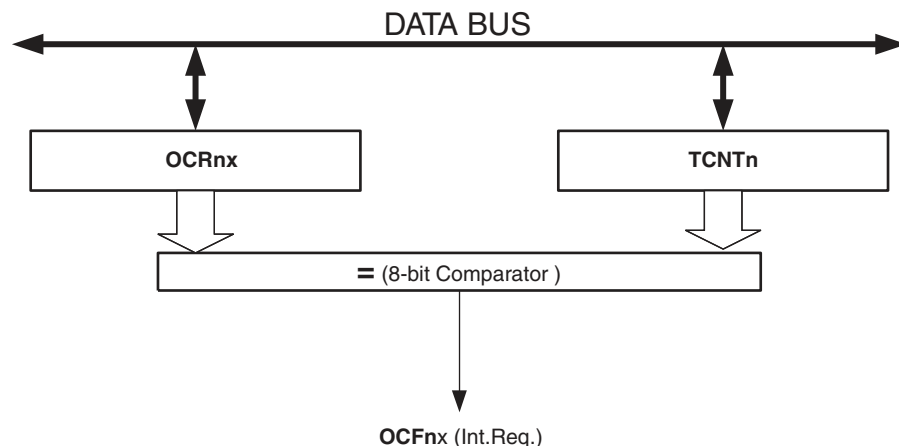 DATA BUS
OCRnx
TCNTn
= (8-bit Comparator )
OCFnx (Int.Req.)